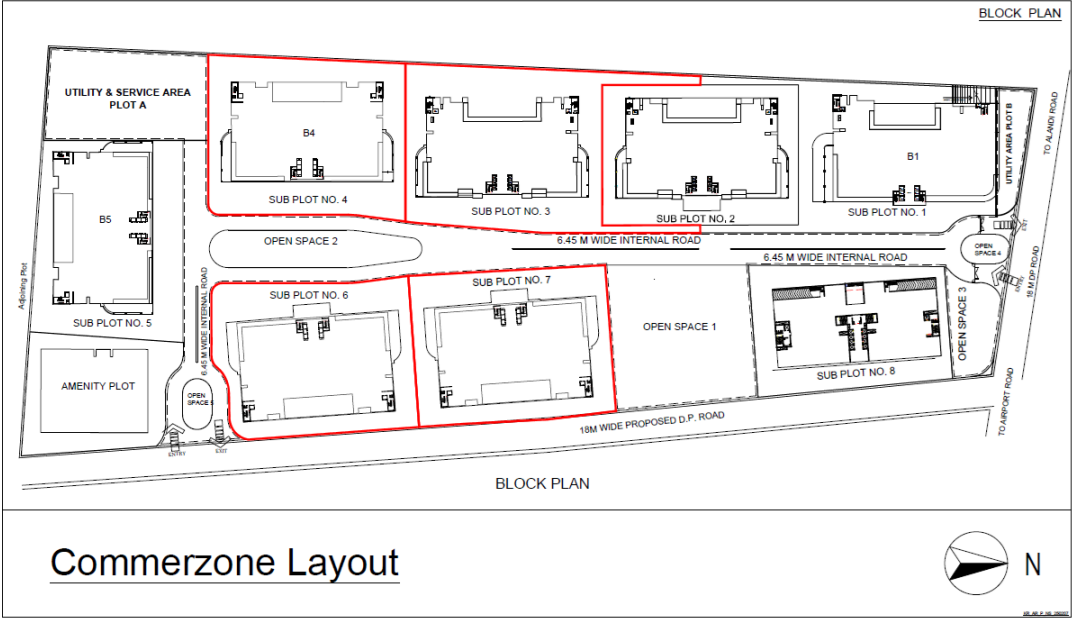 BLOCK PLAN
UTILITY & SERVICE AREA
PLOT A
B4
SUB PLOT NO. 4
SUB PLOT NO. 3
SUB PLOT NO, 2
B1
SUB PLOT NO. 1
UTILITY AREA PLOT B
TO ALANDI ROAD
B5
SUB PLOT NO. 5
Adjoining Plot
OPEN SPACE 2
6.45 M WIDE INTERNAL ROAD
6.45 M WIDE INTERNAL ROAD
OPEN
SPACE 4
EXIT
ENTRY
18 M DP ROAD
6.45 M WIDE INTERNAL ROAD
SUB PLOT NO. 6
SUB PLOT NO. 7
OPEN SPACE 1
SUB PLOT NO. 8
OPEN SPACE 3
AMENITY PLOT
OPEN
SPACE 5
ENTRY
EXIT
18M WIDE PROPOSED D.P. ROAD
TO AIRPORT ROAD
BLOCK PLAN
Commerzone Layout
N